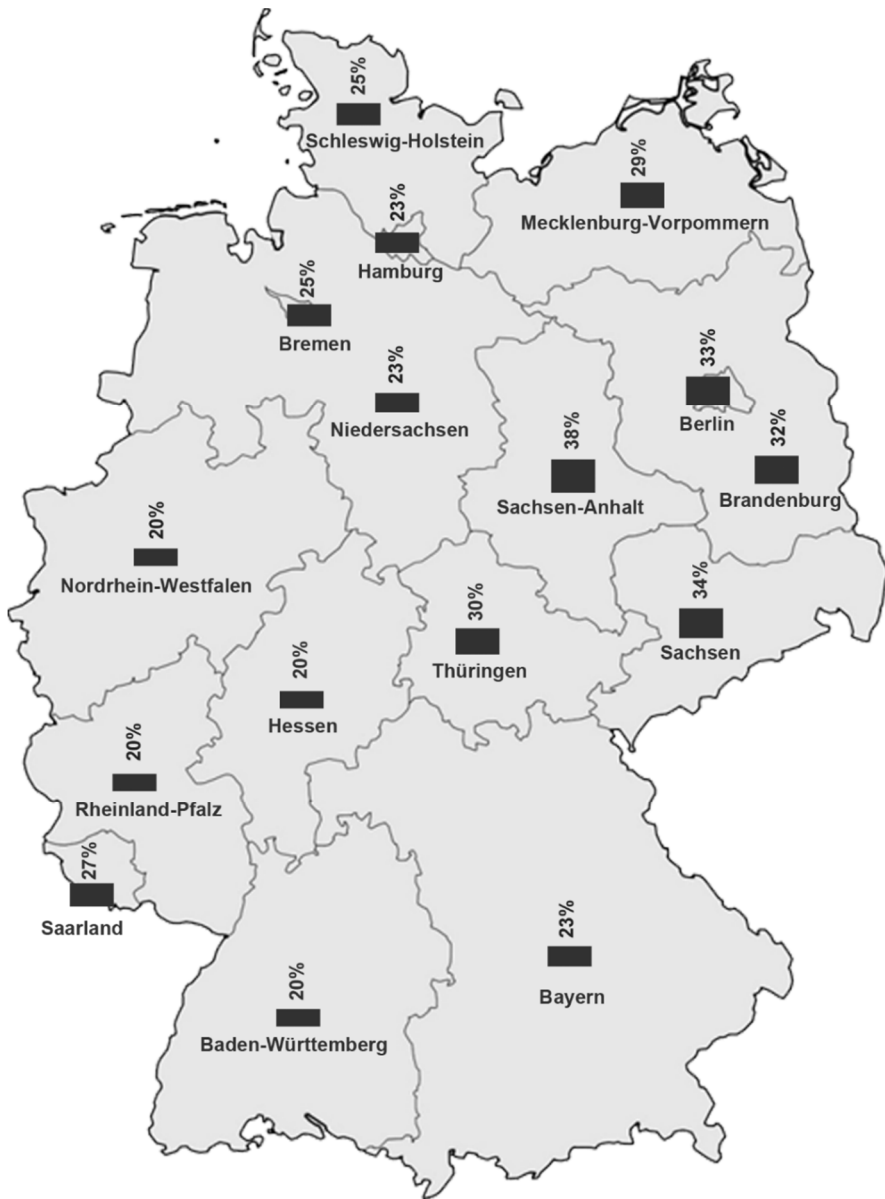 25%
Schleswig-Holstein
29%
Mecklenburg-Vorpommern
23%
Hamburg
25%
Bremen
23%
Niedersachsen
33%
Berlin
38%
Sachsen-Anhalt
32%
Brandenburg
20%
Nordrhein-Westfalen
30%
Thüringen
34%
Sachsen
20%
Hessen
20%
Rheinland-Pfalz
27%
Saarland
23%
Bayern
20%
Baden-Württemberg